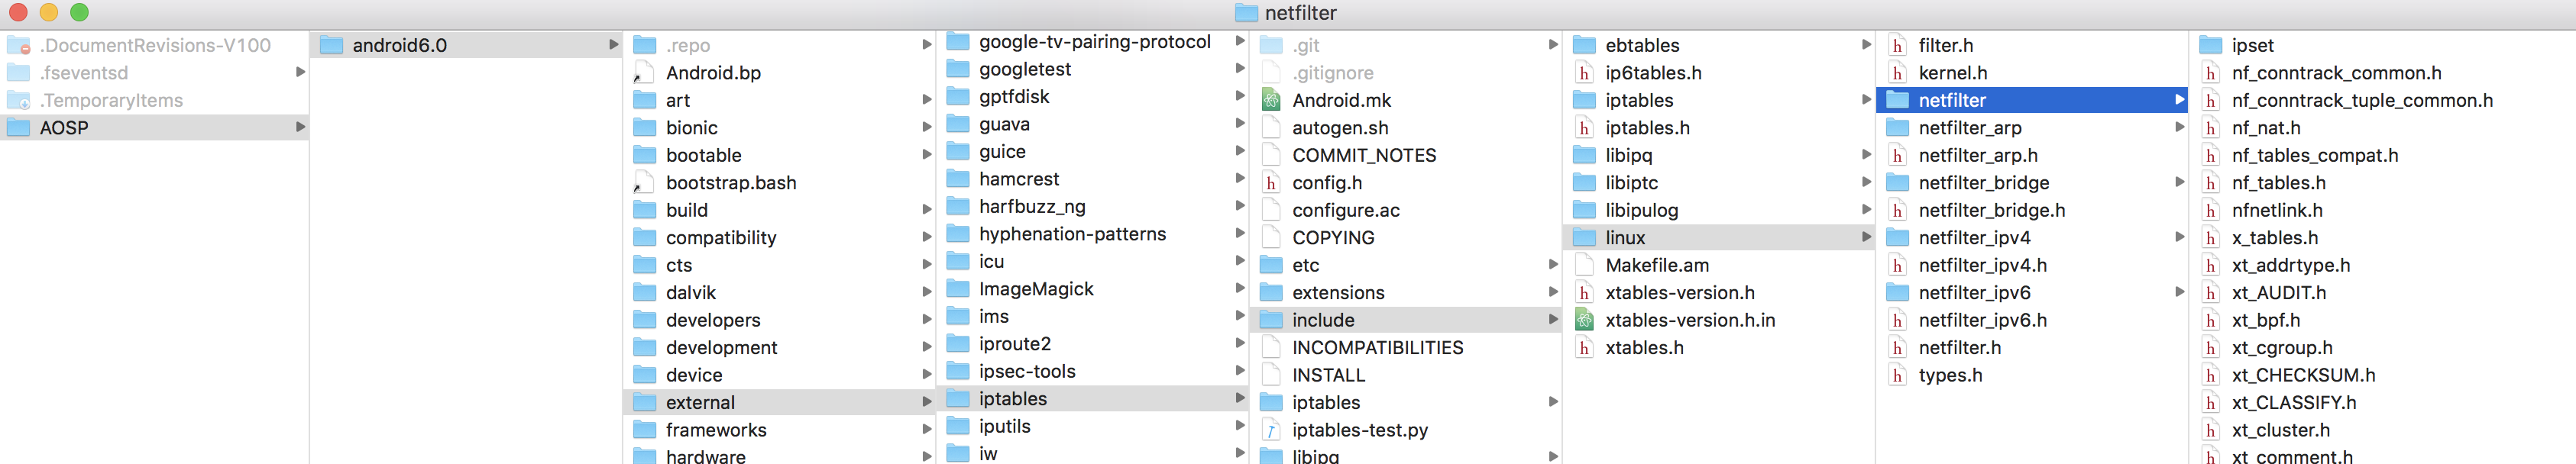 netfilter
.DocumentRevisions-V100
.fseventsd
.TemporaryItems
AOSP
android6.0
.repo
Android.bp
art
bionic
bootable
bootstrap.bash
build
compatibility
cts
dalvik
developers
development
device
external
frameworks
hardware
google-tv-pairing-protocol
googletest
gptfdisk
guava
guice
hamcrest
harfbuzz_ng
hyphenation-patterns
icu
ImageMagick
ims
iproute2
ipsec-tools
iptables
iputils
iw
.git
.gitignore
Android.mk
autogen.sh
COMMIT_NOTES
config.h
configure.ac
COPYING
etc
extensions
include
INCOMPATIBILITIES
INSTALL
iptables
iptables-test.py
libipq
ebtables
ip6tables.h
iptables
iptables.h
libipq
libiptc
libipulog
linux
Makefile.am
xtables-version.h
xtables-version.h.in
xtables.h
filter.h
kernel.h
netfilter
netfilter_arp
netfilter_arp.h
netfilter_bridge
netfilter_bridge.h
netfilter_ipv4
netfilter_ipv4.h
netfilter_ipv6
netfilter_ipv6.h
netfilter.h
types.h
ipset
nf_conntrack_common.h
nf_conntrack_tuple_common.h
nf_nat.h
nf_tables_compat.h
nf_tables.h
nfnetlink.h
x_tables.h
xt_addrtype.h
xt_AUDIT.h
xt_bpf.h
xt_cgroup.h
xt_CHECKSUM.h
xt_CLASSIFY.h
xt_cluster.h
xt_comment.h